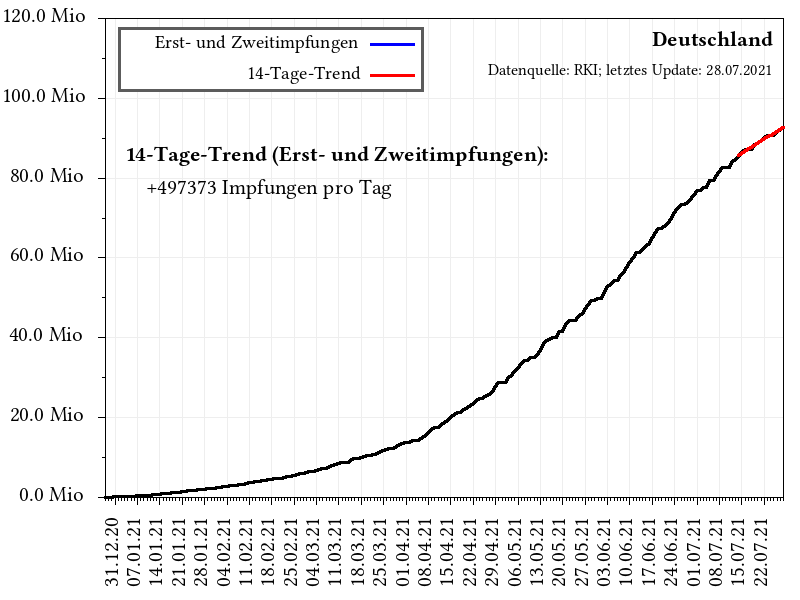 120.0 Mio
100.0 Mio
80.0 Mio
60.0 Mio
40.0 Mio
20.0 Mio
0.0 Mio
Erst- und Zweitimpfungen
14-Tage-Trend
Deutschland
Datenquelle: RKI; letztes Update: 28.07.2021
14-Tage-Trend (Erst- und Zweitimpfungen):
+497373 Impfungen pro Tag
31.12.20
07.01.21
14.01.21
21.01.21
28.01.21
04.02.21
11.02.21
18.02.21
25.02.21
04.03.21
11.03.21
18.03.21
25.03.21
01.04.21
08.04.21
15.04.21
22.04.21
29.04.21
06.05.21
13.05.21
20.05.21
27.05.21
03.06.21
10.06.21
17.06.21
24.06.21
01.07.21
08.07.21
15.07.21
22.07.21